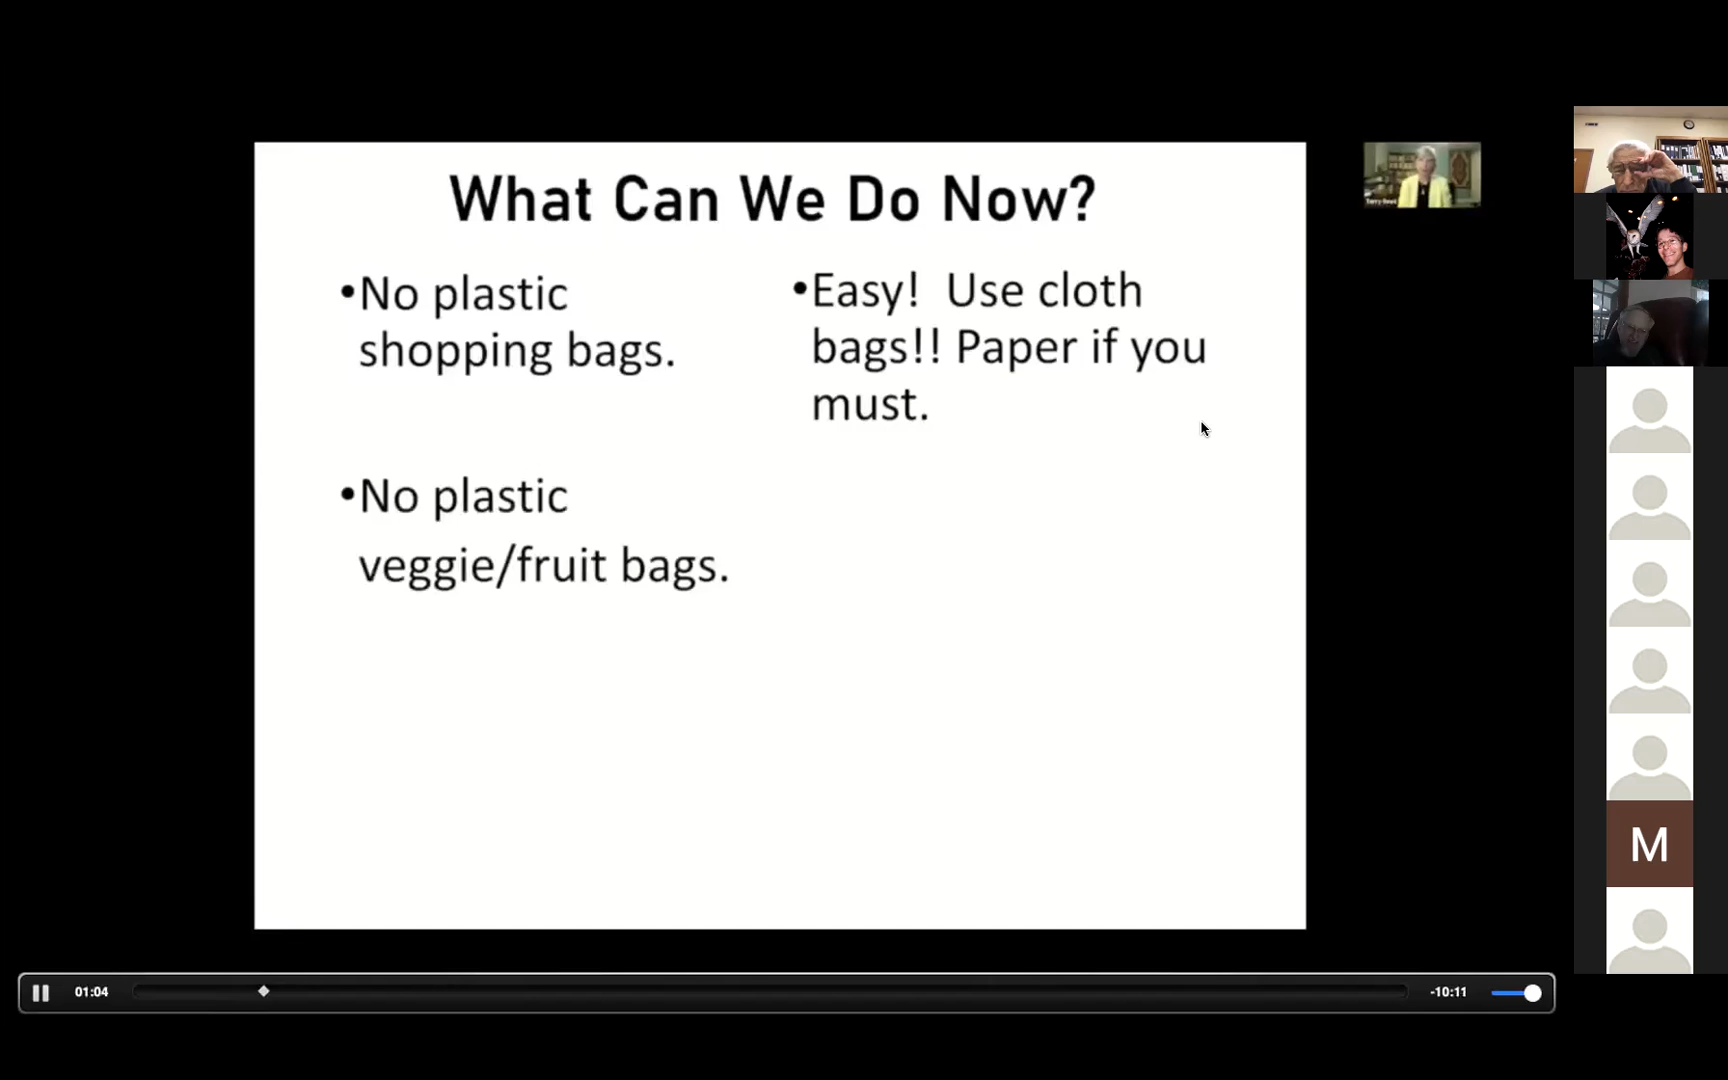 What Can We Do Now?
•No plastic
shopping bags.
•Easy!  Use cloth
bags!! Paper if you
must.
•No plastic
veggie/fruit bags.
M
01:04
-10:11